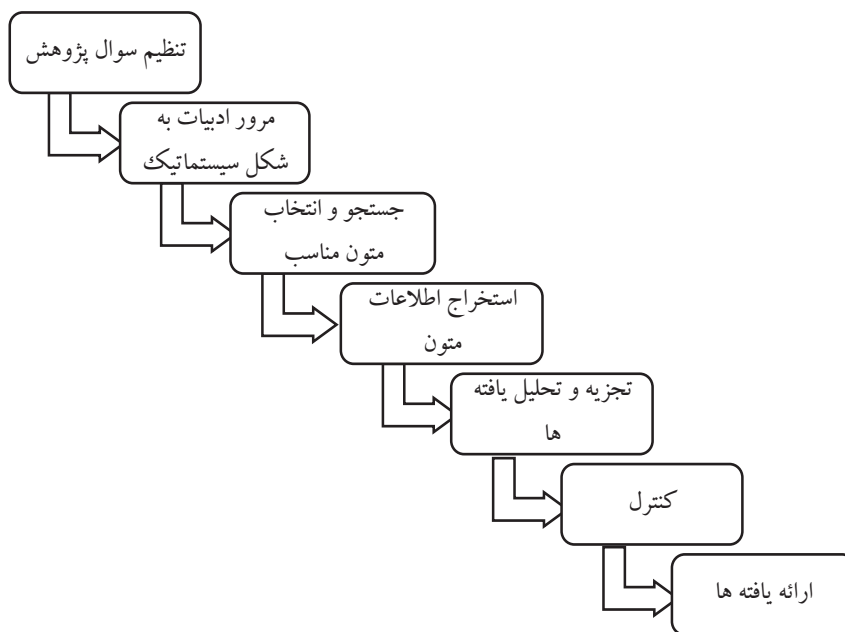 تنظیم سوال پژوهش
مرور ادبیات به
شکل سیستماتیک
جستجو و انتخاب
متون مناسب
استخراج اطلاعات
متون
تجزیه و تحلیل یافته
ها
کنترل
ارائه یافته ها